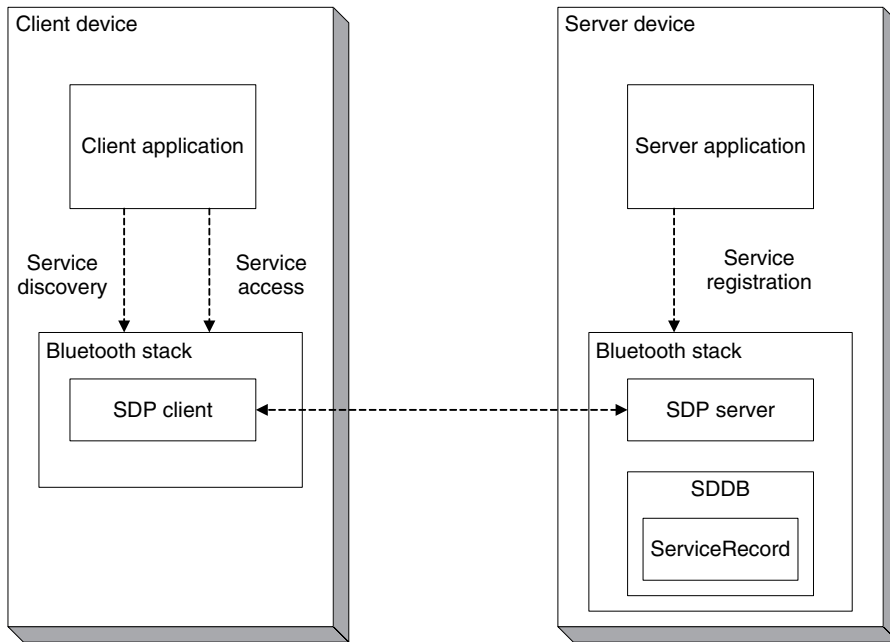 Client device
Client application
Service
discovery
Service
access
Bluetooth stack
SDP client
Server device
Server application
Service
registration
Bluetooth stack
SDP server
SDDB
ServiceRecord